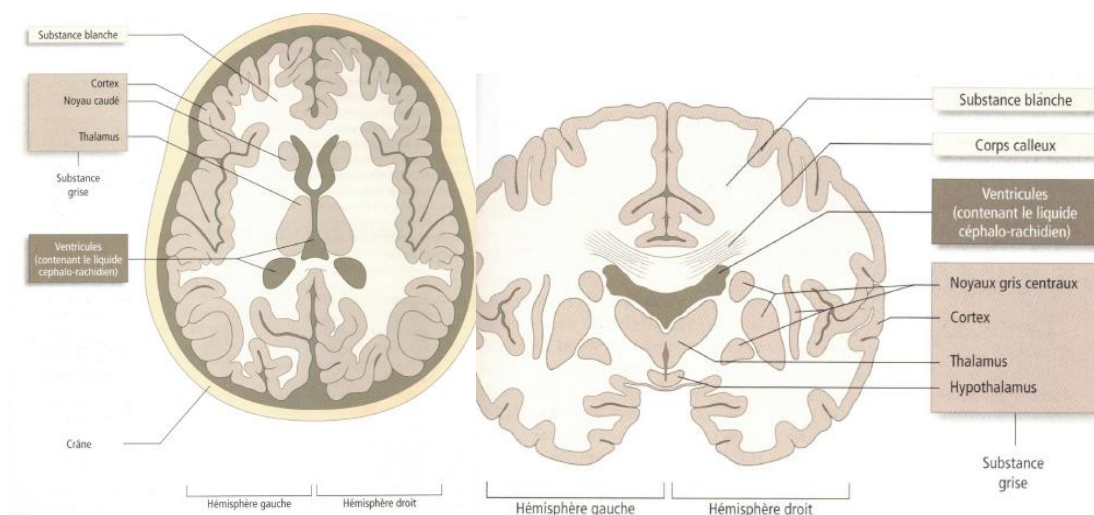 Substance blanche
Cortex
Noyau caudé
Thalamus
Substance
grise
Ventricules
(contenant le liquide
céphalo-rachidien)
Crâne
Hémisphère gauche
Hémisphère droit
Substance blanche
Corps calleux
Ventricules
(contenant le liquide
céphalo-rachidien)
Noyaux gris centraux
Cortex
Thalamus
Hypothalamus
Substance
grise
Hémisphère gauche
Hémisphère droit